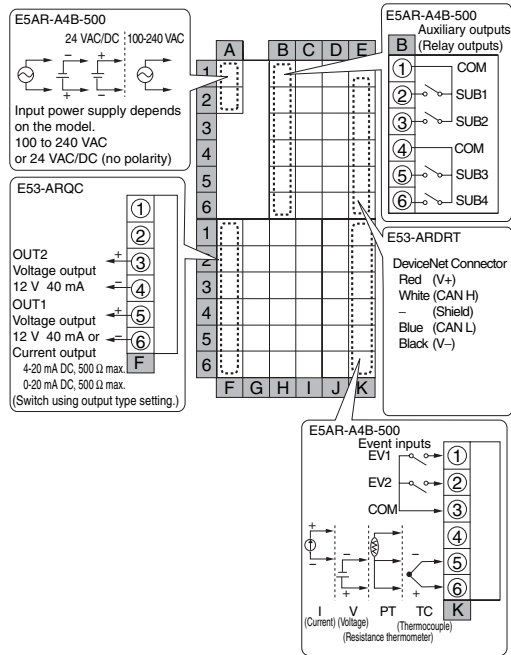 E5AR-A4B-500
24 VAC/DC 100-240 VAC
+ − − +
Input power supply depends
on the model.
100 to 240 VAC
or 24 VAC/DC (no polarity)
E53-ARQC
1
2
3
4
5
6
F
OUT2 +
Voltage output
12 V 40 mA −
OUT1 +
Voltage output
12 V 40 mA or −
Current output
4-20 mA DC, 500 Ω max.
0-20 mA DC, 500 Ω max.
(Switch using output type setting.)
A B C D E
1
2
3
4
5
6
1
2
3
4
5
6
F G H I J K
E5AR-A4B-500
Auxiliary outputs
(Relay outputs)
B
1 COM
2 SUB1
3 SUB2
4 COM
5 SUB3
6 SUB4
E53-ARDRT
DeviceNet Connector
Red (V+)
White (CAN H)
– (Shield)
Blue (CAN L)
Black (V–)
E5AR-A4B-500
Event inputs
EV1 1
EV2 2
COM 3
4
5
6
K
+ − − + − +
I V PT TC
(Current) (Voltage) (Thermocouple)
(Resistance thermometer)